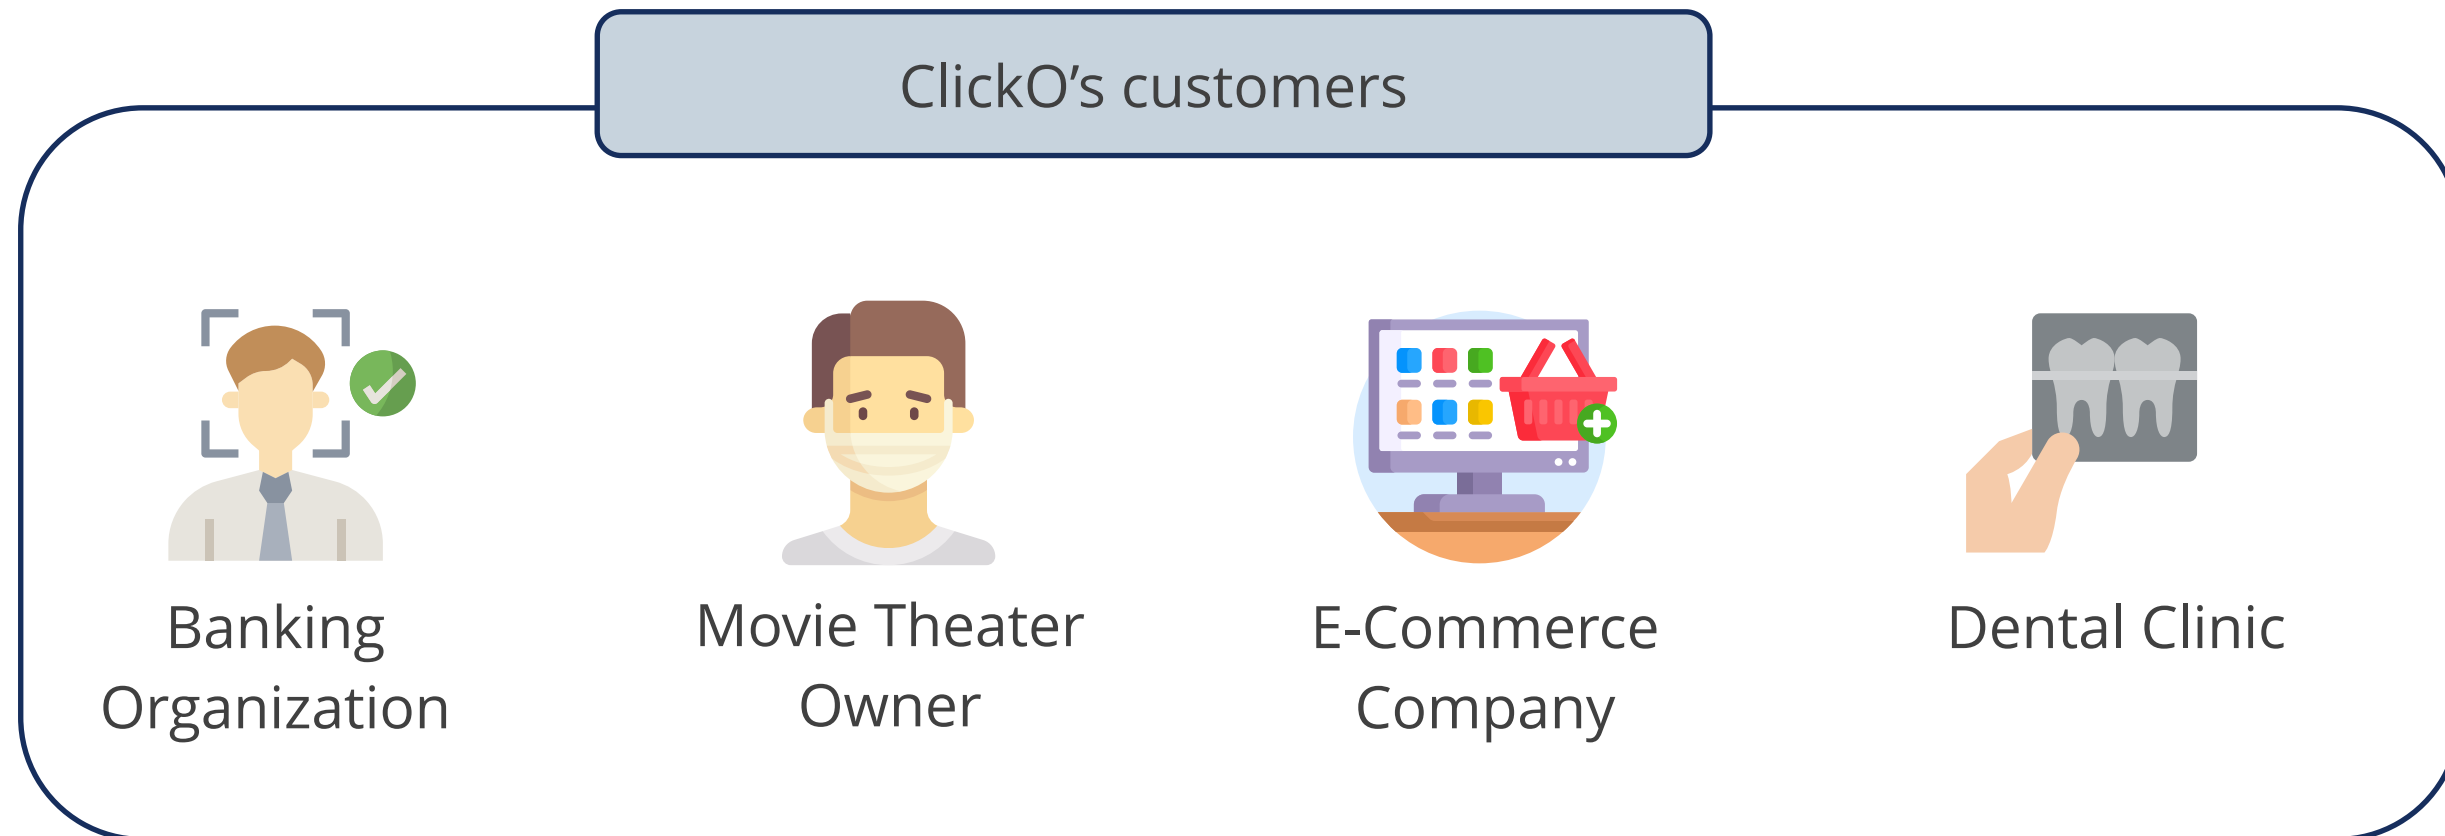 ClickO’s customers
Banking
Organization
Movie Theater
Owner
E-Commerce
Company
Dental Clinic